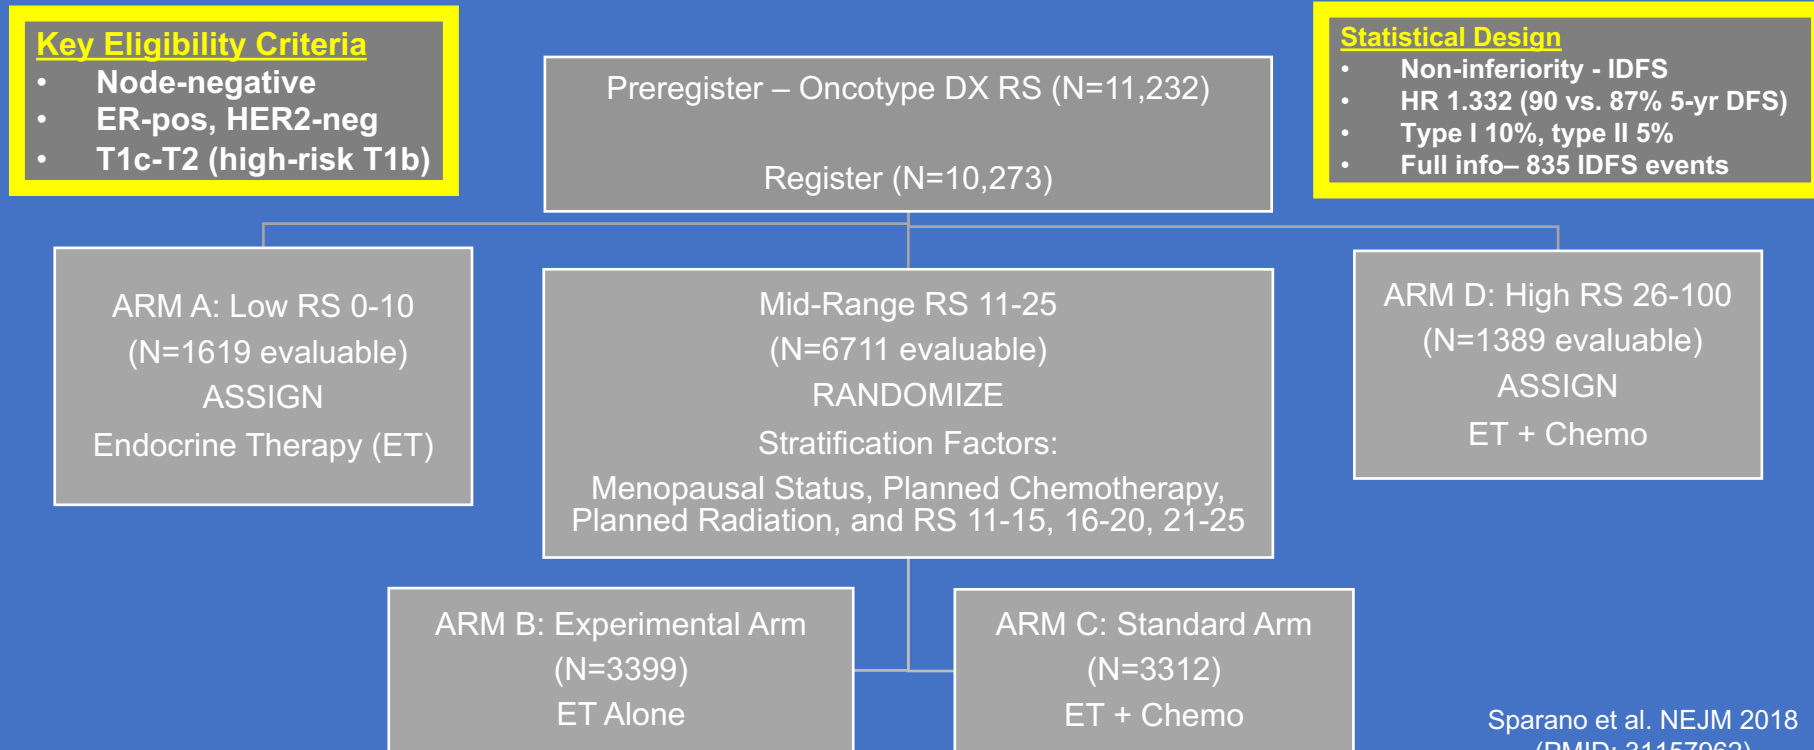 Key Eligibility Criteria
• Node-negative
• ER-pos, HER2-neg
• T1c-T2 (high-risk T1b)
Preregister – Oncotype DX RS (N=11,232)
Register (N=10,273)
Statistical Design
• Non-inferiority - IDFS
• HR 1.332 (90 vs. 87% 5-yr DFS)
• Type I 10%, type II 5%
• Full info– 835 IDFS events
ARM A: Low RS 0-10
(N=1619 evaluable)
ASSIGN
Endocrine Therapy (ET)
Mid-Range RS 11-25
(N=6711 evaluable)
RANDOMIZE
Stratification Factors:
Menopausal Status, Planned Chemotherapy,
Planned Radiation, and RS 11-15, 16-20, 21-25
ARM D: High RS 26-100
(N=1389 evaluable)
ASSIGN
ET + Chemo
ARM B: Experimental Arm
(N=3399)
ET Alone
ARM C: Standard Arm
(N=3312)
ET + Chemo
Sparano et al. NEJM 2018
(PMID: 31157962)